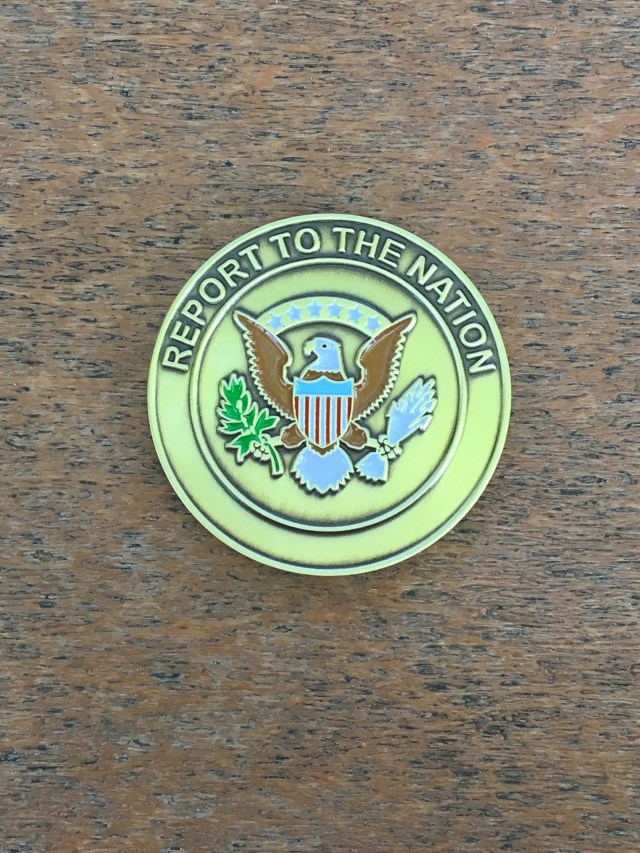 REPORT TO THE NATION